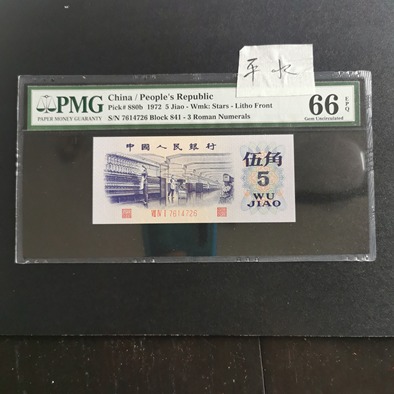 平水
PMG
PAPER MONEY GUARANTY
China / People's Republic
Pick# 880b 1972 5 Jiao - Wmk: Stars - Litho Front
S/N 7614726 Block 841 - 3 Roman Numerals
66 EPQ
Gem Uncirculated
中國人民銀行
伍角
5
WU
JIAO
VIII IV I 7614726